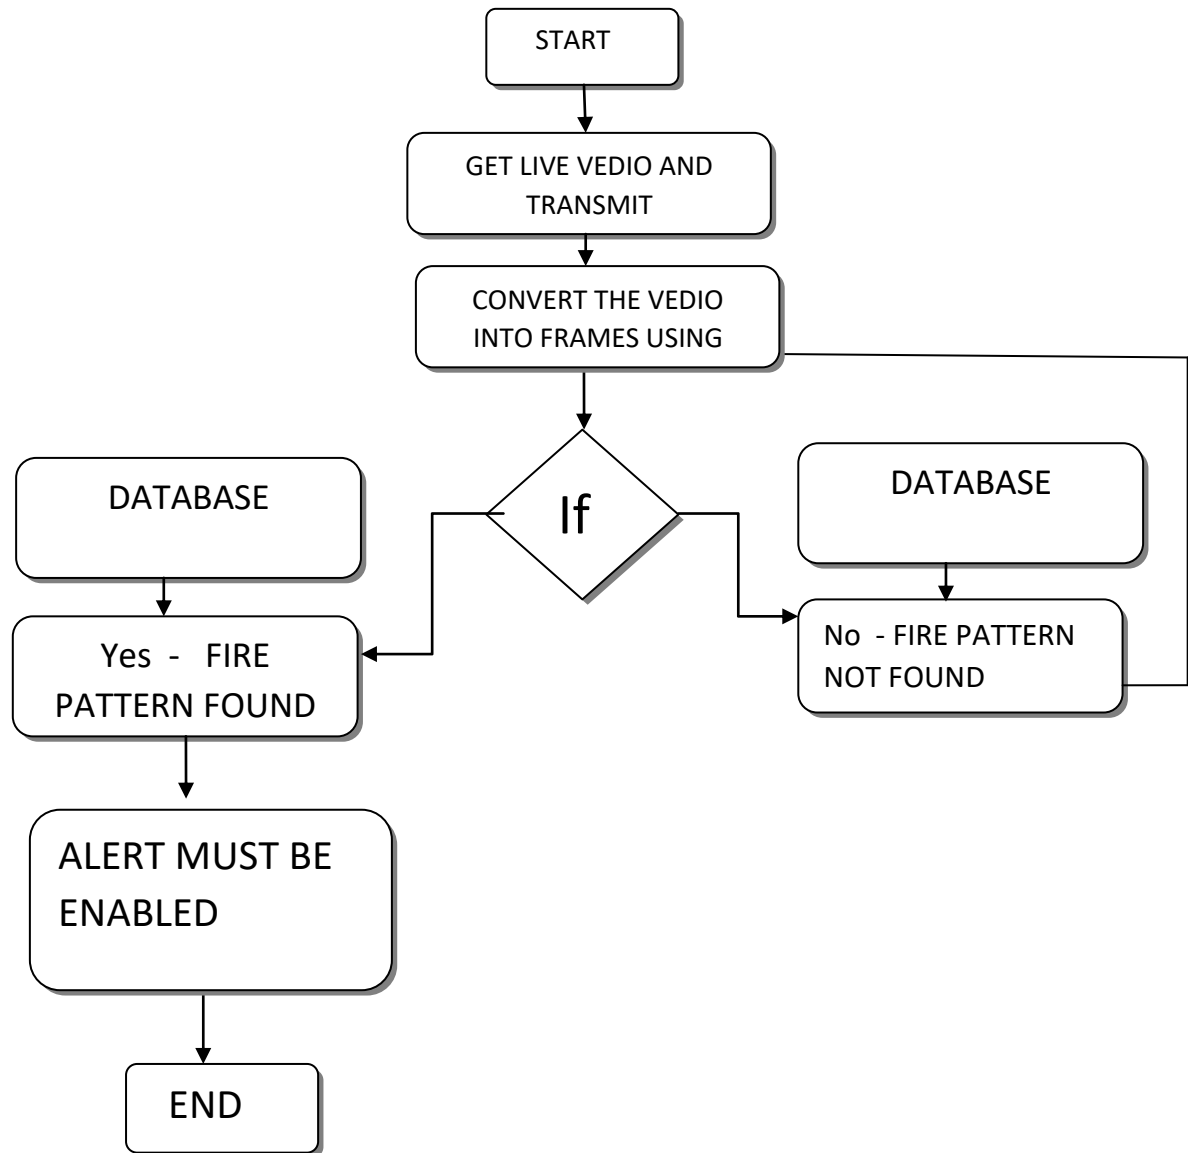 START
GET LIVE VEDIO AND
TRANSMIT
CONVERT THE VEDIO
INTO FRAMES USING
If
DATABASE
DATABASE
Yes - FIRE
PATTERN FOUND
No - FIRE PATTERN
NOT FOUND
ALERT MUST BE
ENABLED
END